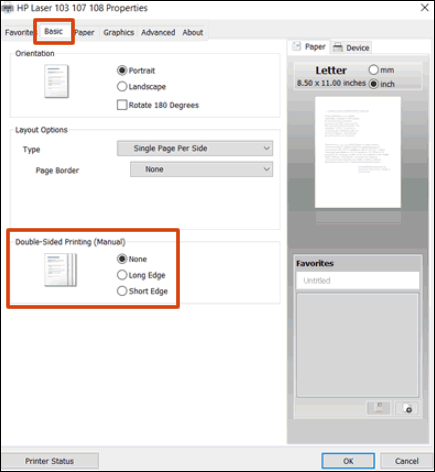 HP Laser 103 107 108 Properties
Favorites Basic Paper Graphics Advanced About
Orientation
Portrait
Landscape
Rotate 180 Degrees
Layout Options
Type Single Page Per Side
Page Border None
Double-Sided Printing (Manual)
None
Long Edge
Short Edge
Paper Device
Letter mm
8.50 x 11.00 inches inch
Favorites
Untitled
Printer Status OK Cancel